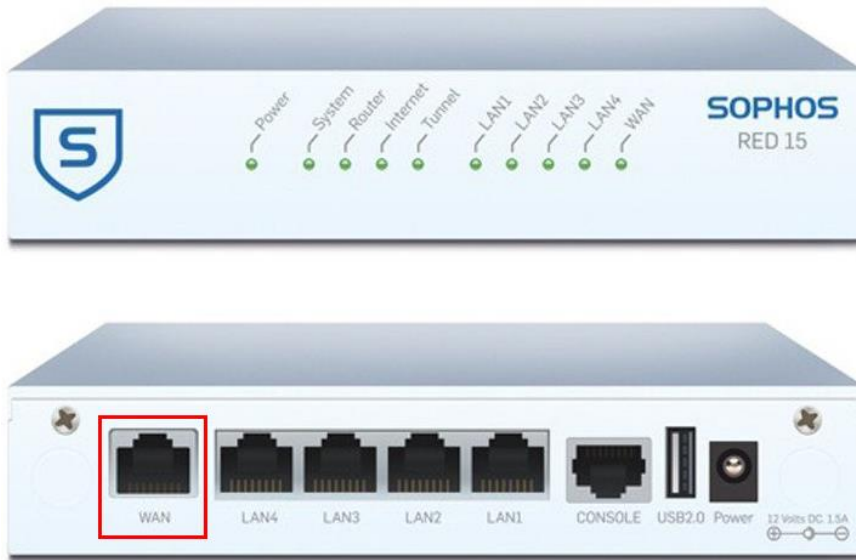 Power System Router Internet Tunnel LAN1 LAN2 LAN3 LAN4 WAN
SOPHOS
RED 15
S
WAN LAN4 LAN3 LAN2 LAN1 CONSOLE USB2.0 Power
12 Volts DC 1.5A